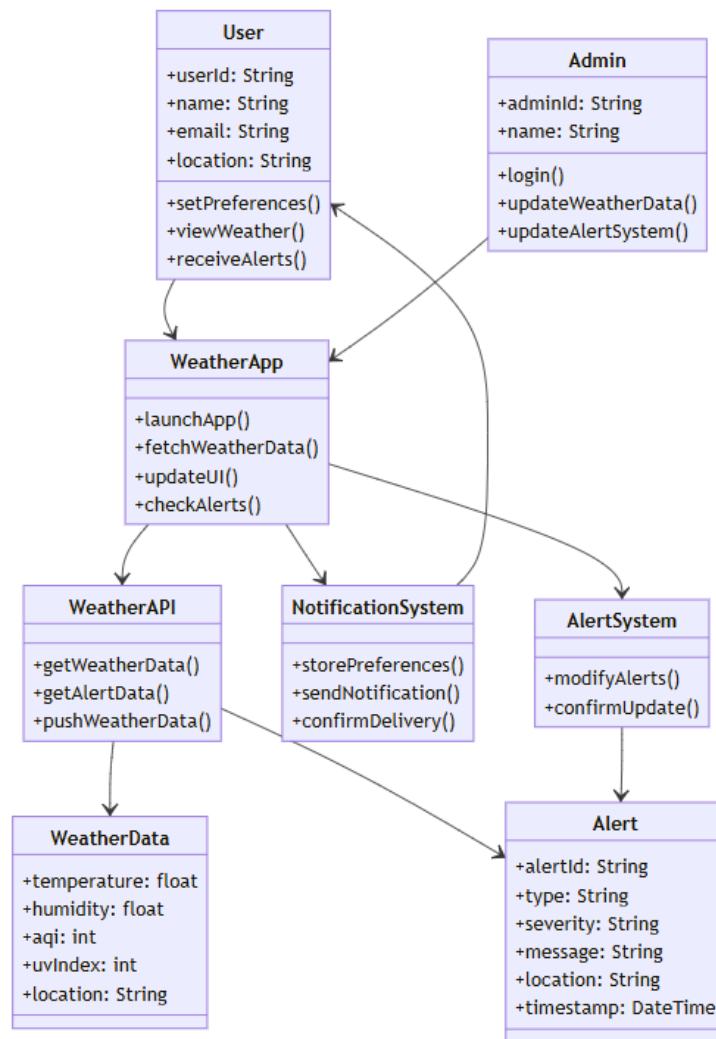 User
+userId: String
+name: String
+email: String
+location: String
+setPreferences()
+viewWeather()
+receiveAlerts()
Admin
+adminId: String
+name: String
+login()
+updateWeatherData()
+updateAlertSystem()
WeatherApp
+launchApp()
+fetchWeatherData()
+updateUI()
+checkAlerts()
WeatherAPI
+getWeatherData()
+getAlertData()
+pushWeatherData()
NotificationSystem
+storePreferences()
+sendNotification()
+confirmDelivery()
AlertSystem
+modifyAlerts()
+confirmUpdate()
WeatherData
+temperature: float
+humidity: float
+aqi: int
+uvIndex: int
+location: String
Alert
+alertId: String
+type: String
+severity: String
+message: String
+location: String
+timestamp: DateTime